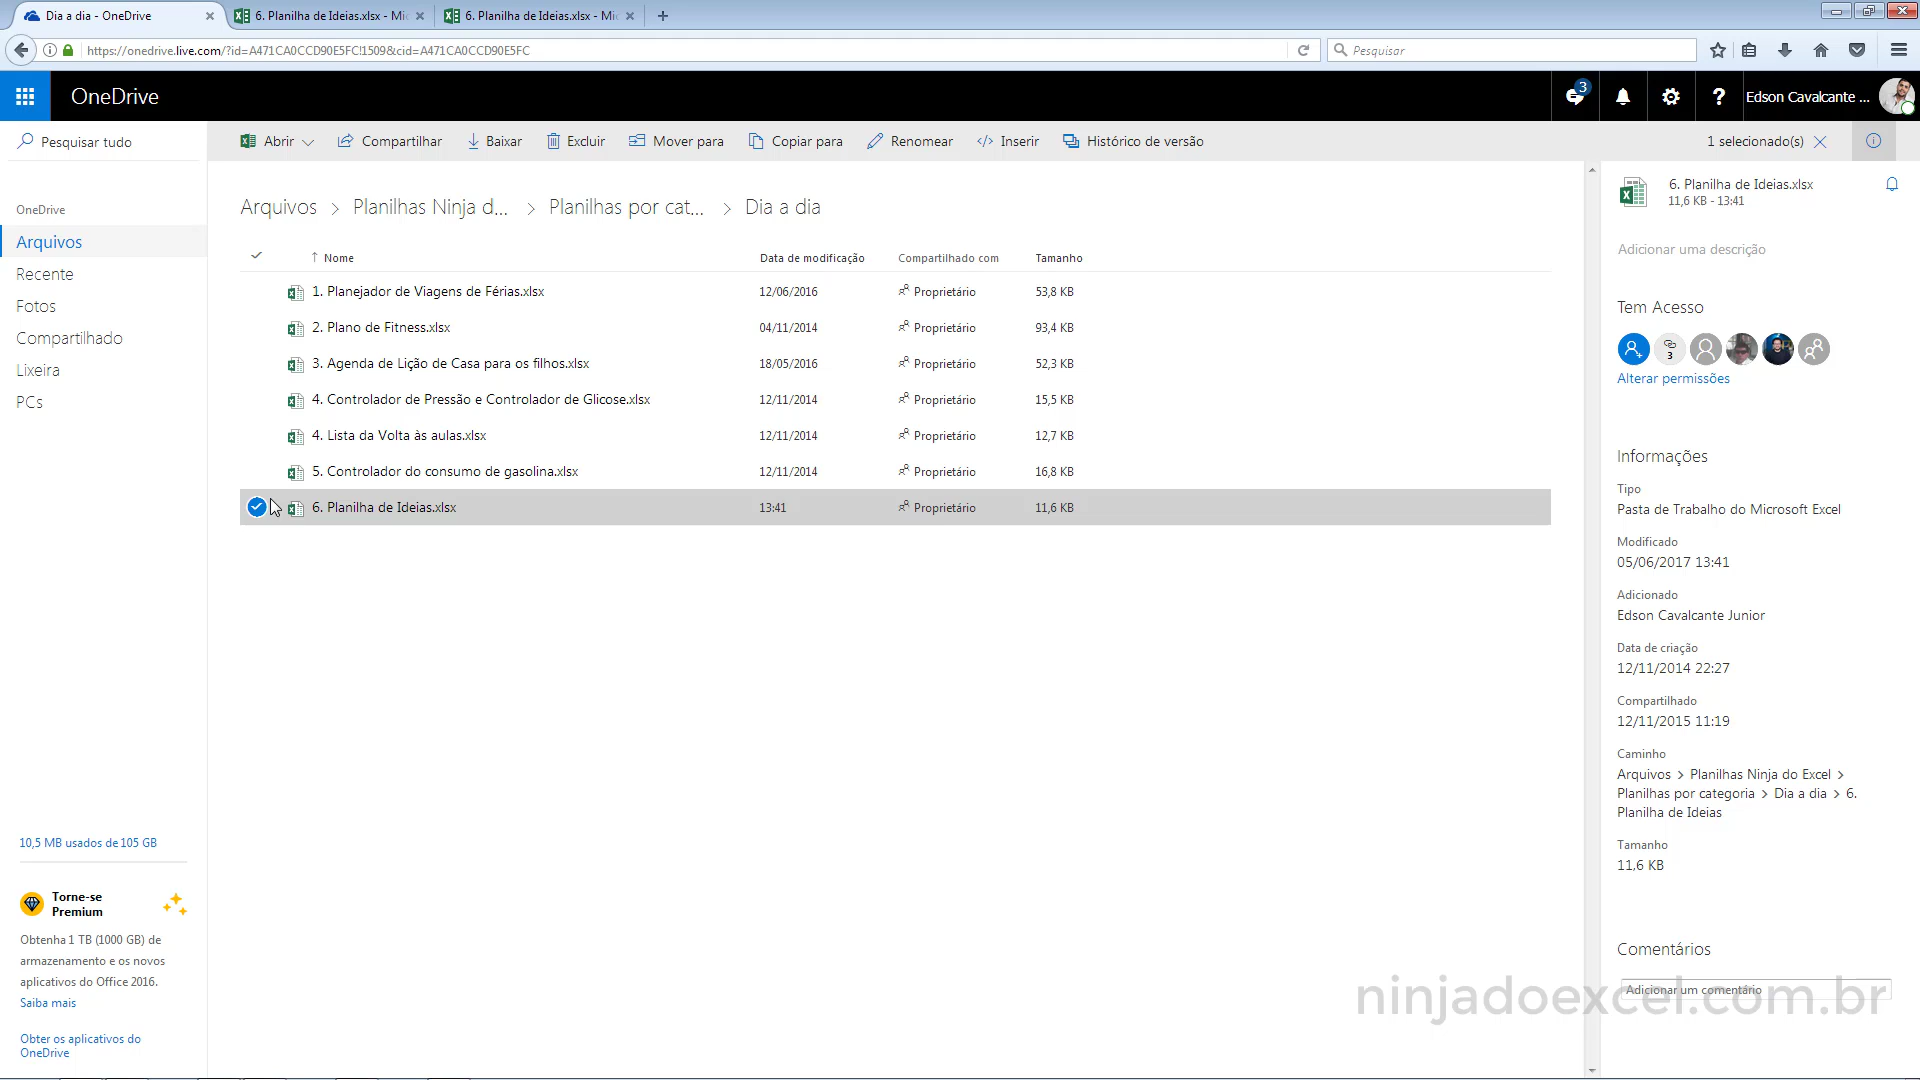 Dia a dia - OneDrive
6. Planilha de Ideias.xlsx - Mic
6. Planilha de Ideias.xlsx - Mic
https://onedrive.live.com/?id=A471CA0CCD90E5FC!1509&cid=A471CA0CCD90E5FC
Pesquisar
OneDrive
3
Edson Cavalcante ...
Pesquisar tudo
Abrir
Compartilhar
Baixar
Excluir
Mover para
Copiar para
Renomear
Inserir
Histórico de versão
1 selecionado(s)
OneDrive
Arquivos
Recente
Fotos
Compartilhado
Lixeira
PCs
10,5 MB usados de 105 GB
Torne-se
Premium
Obtenha 1 TB (1000 GB) de
armazenamento e os novos
aplicativos do Office 2016.
Saiba mais
Obter os aplicativos do
OneDrive
Arquivos > Planilhas Ninja d... > Planilhas por cat... > Dia a dia
Nome Data de modificação Compartilhado com Tamanho
1. Planejador de Viagens de Férias.xlsx 12/06/2016 Proprietário 53,8 KB
2. Plano de Fitness.xlsx 04/11/2014 Proprietário 93,4 KB
3. Agenda de Lição de Casa para os filhos.xlsx 18/05/2016 Proprietário 52,3 KB
4. Controlador de Pressão e Controlador de Glicose.xlsx 12/11/2014 Proprietário 15,5 KB
4. Lista da Volta às aulas.xlsx 12/11/2014 Proprietário 12,7 KB
5. Controlador do consumo de gasolina.xlsx 12/11/2014 Proprietário 16,8 KB
6. Planilha de Ideias.xlsx 13:41 Proprietário 11,6 KB
6. Planilha de Ideias.xlsx
11,6 KB - 13:41
Adicionar uma descrição
Tem Acesso
3
Alterar permissões
Informações
Tipo
Pasta de Trabalho do Microsoft Excel
Modificado
05/06/2017 13:41
Adicionado
Edson Cavalcante Junior
Data de criação
12/11/2014 22:27
Compartilhado
12/11/2015 11:19
Caminho
Arquivos > Planilhas Ninja do Excel >
Planilhas por categoria > Dia a dia > 6.
Planilha de Ideias
Tamanho
11,6 KB
Comentários
Adicionar um comentário
ninjadoexcel.com.br